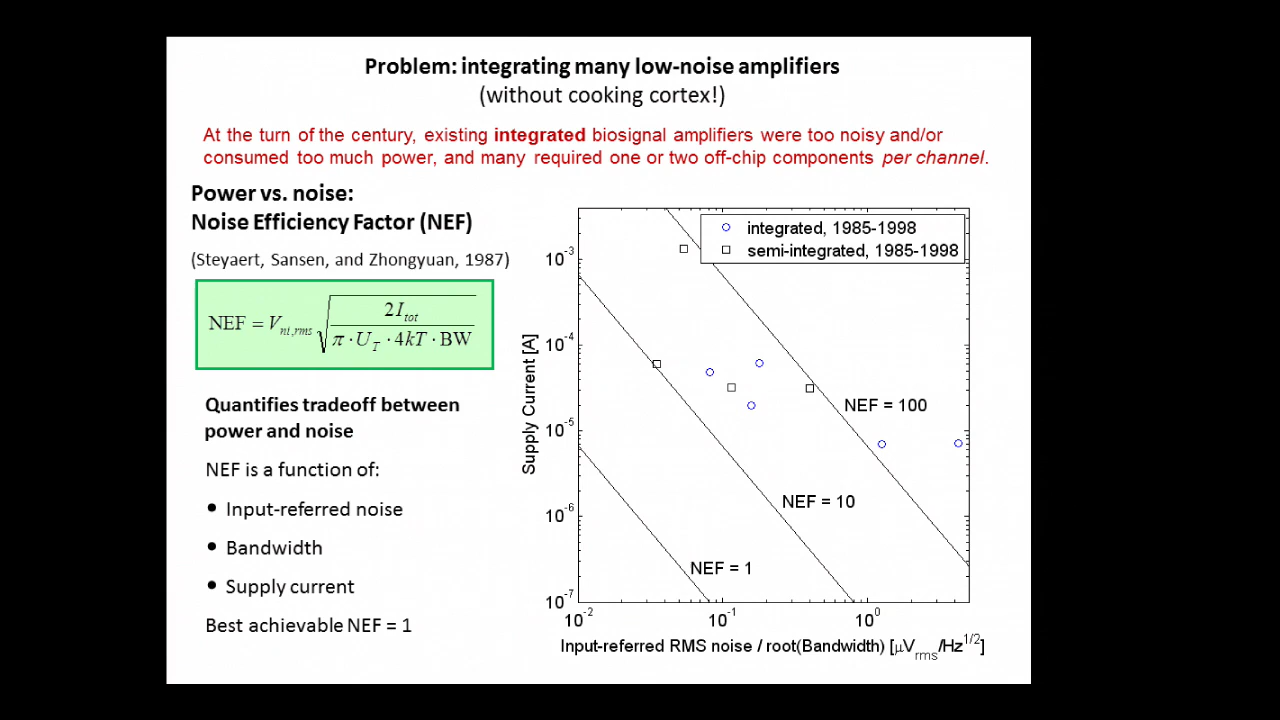 Problem: integrating many low-noise amplifiers
(without cooking cortex!)
At the turn of the century, existing integrated biosignal amplifiers were too noisy and/or
consumed too much power, and many required one or two off-chip components per channel.
Power vs. noise:
Noise Efficiency Factor (NEF)
(Steyaert, Sansen, and Zhongyuan, 1987)
NEF = V_{ni,rms} √(2I_{tot} / (π · U_T · 4kT · BW))
Quantifies tradeoff between
power and noise
NEF is a function of:
• Input-referred noise
• Bandwidth
• Supply current
Best achievable NEF = 1
integrated, 1985-1998
semi-integrated, 1985-1998
Supply Current [A]
10^{-3}
10^{-4}
10^{-5}
10^{-6}
10^{-7}
NEF = 100
NEF = 10
NEF = 1
10^{-2} 10^{-1} 10^{0}
Input-referred RMS noise / root(Bandwidth) [μV_{rms}/Hz^{1/2}]